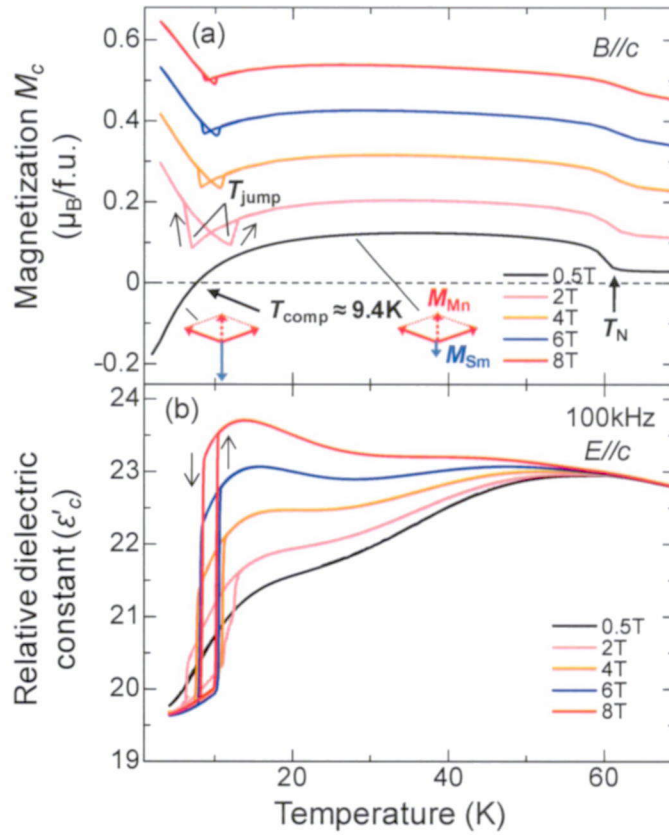 (a)
B//c
0.6
0.4
0.2
0
-0.2
Magnetization Mc
(μB/f.u.)
Tjump
Tcomp ≈ 9.4K
MMn
MSm
TN
0.5T
2T
4T
6T
8T
(b)
100kHz
E//c
24
23
22
21
20
19
Relative dielectric
constant (ε'c)
0.5T
2T
4T
6T
8T
20
40
60
Temperature (K)